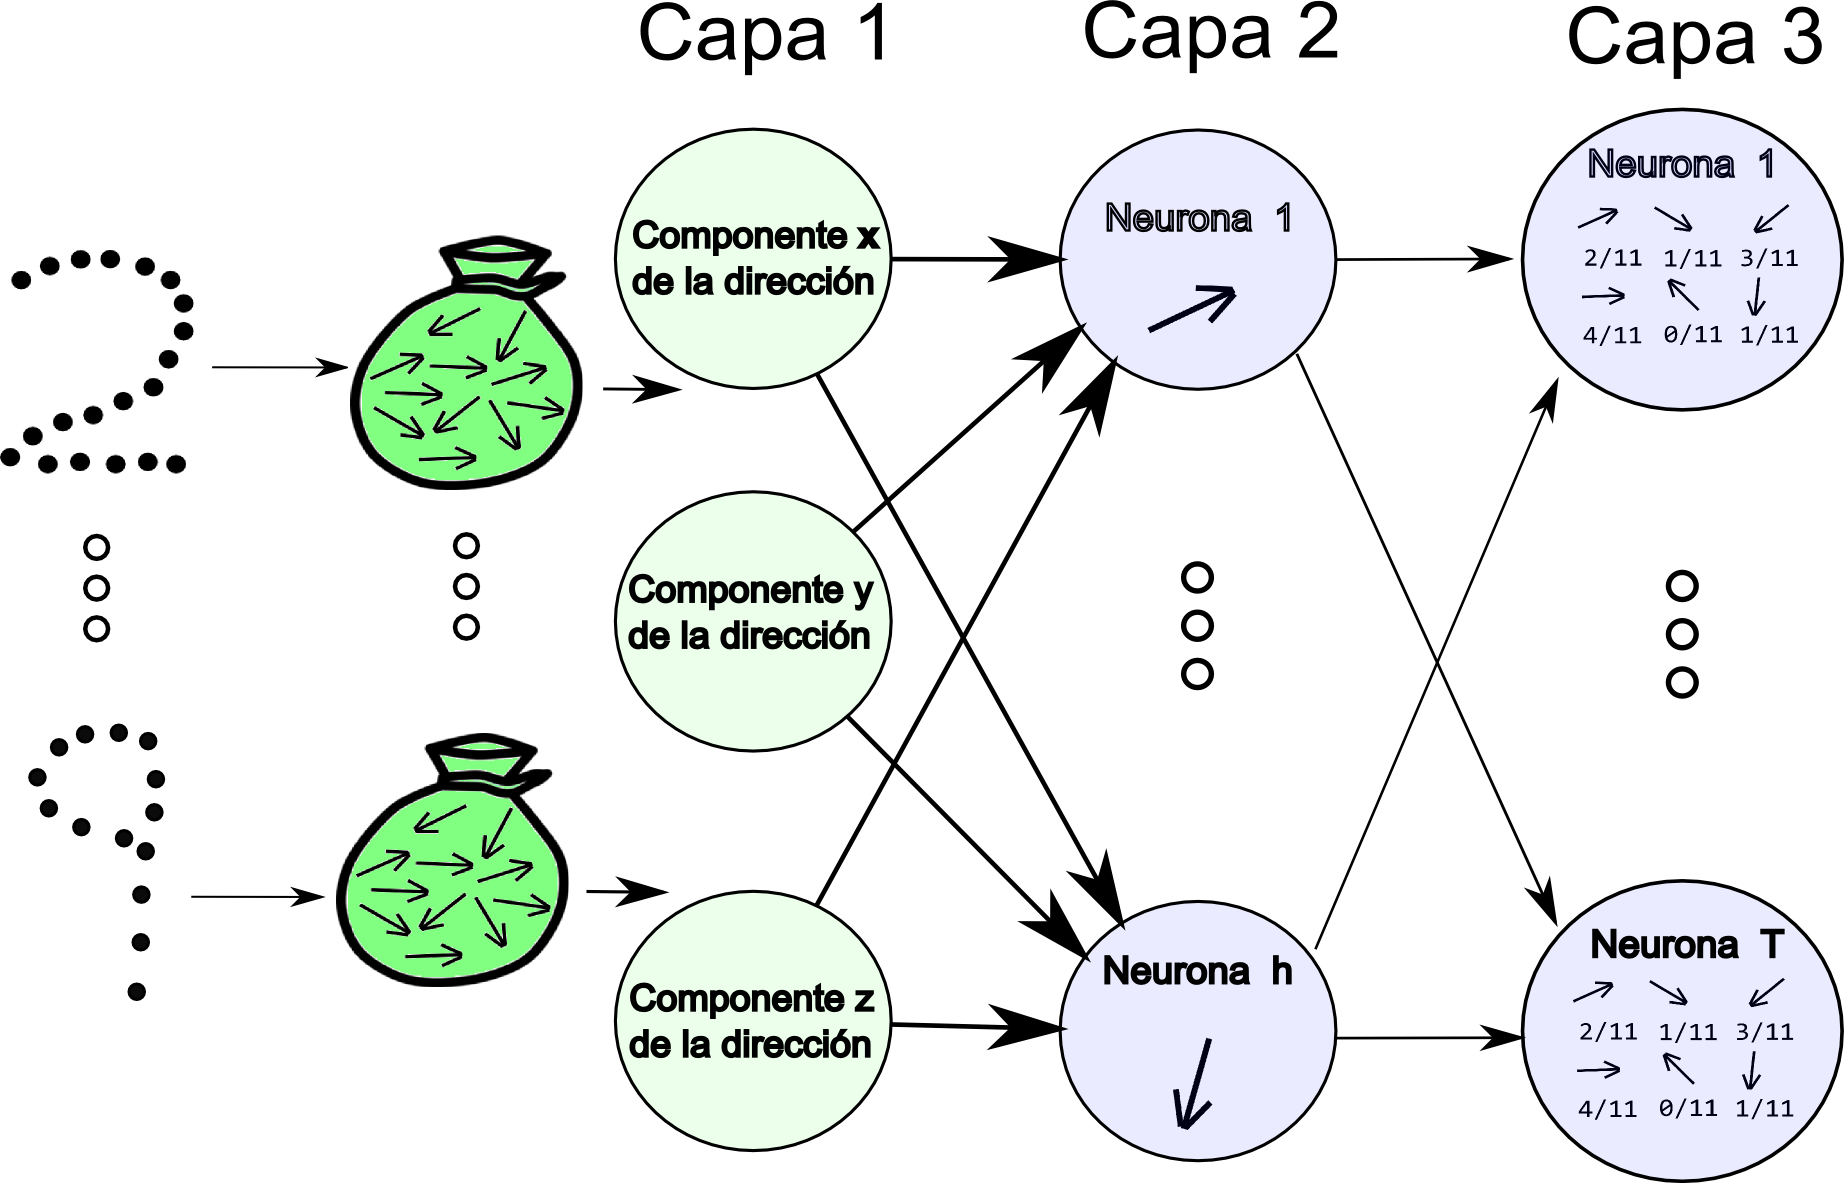 Capa 1
Capa 2
Capa 3
Componente x
de la dirección
Componente y
de la dirección
Componente z
de la dirección
Neurona 1
Neurona h
Neurona 1
2/11 1/11 3/11
4/11 0/11 1/11
Neurona T
2/11 1/11 3/11
4/11 0/11 1/11